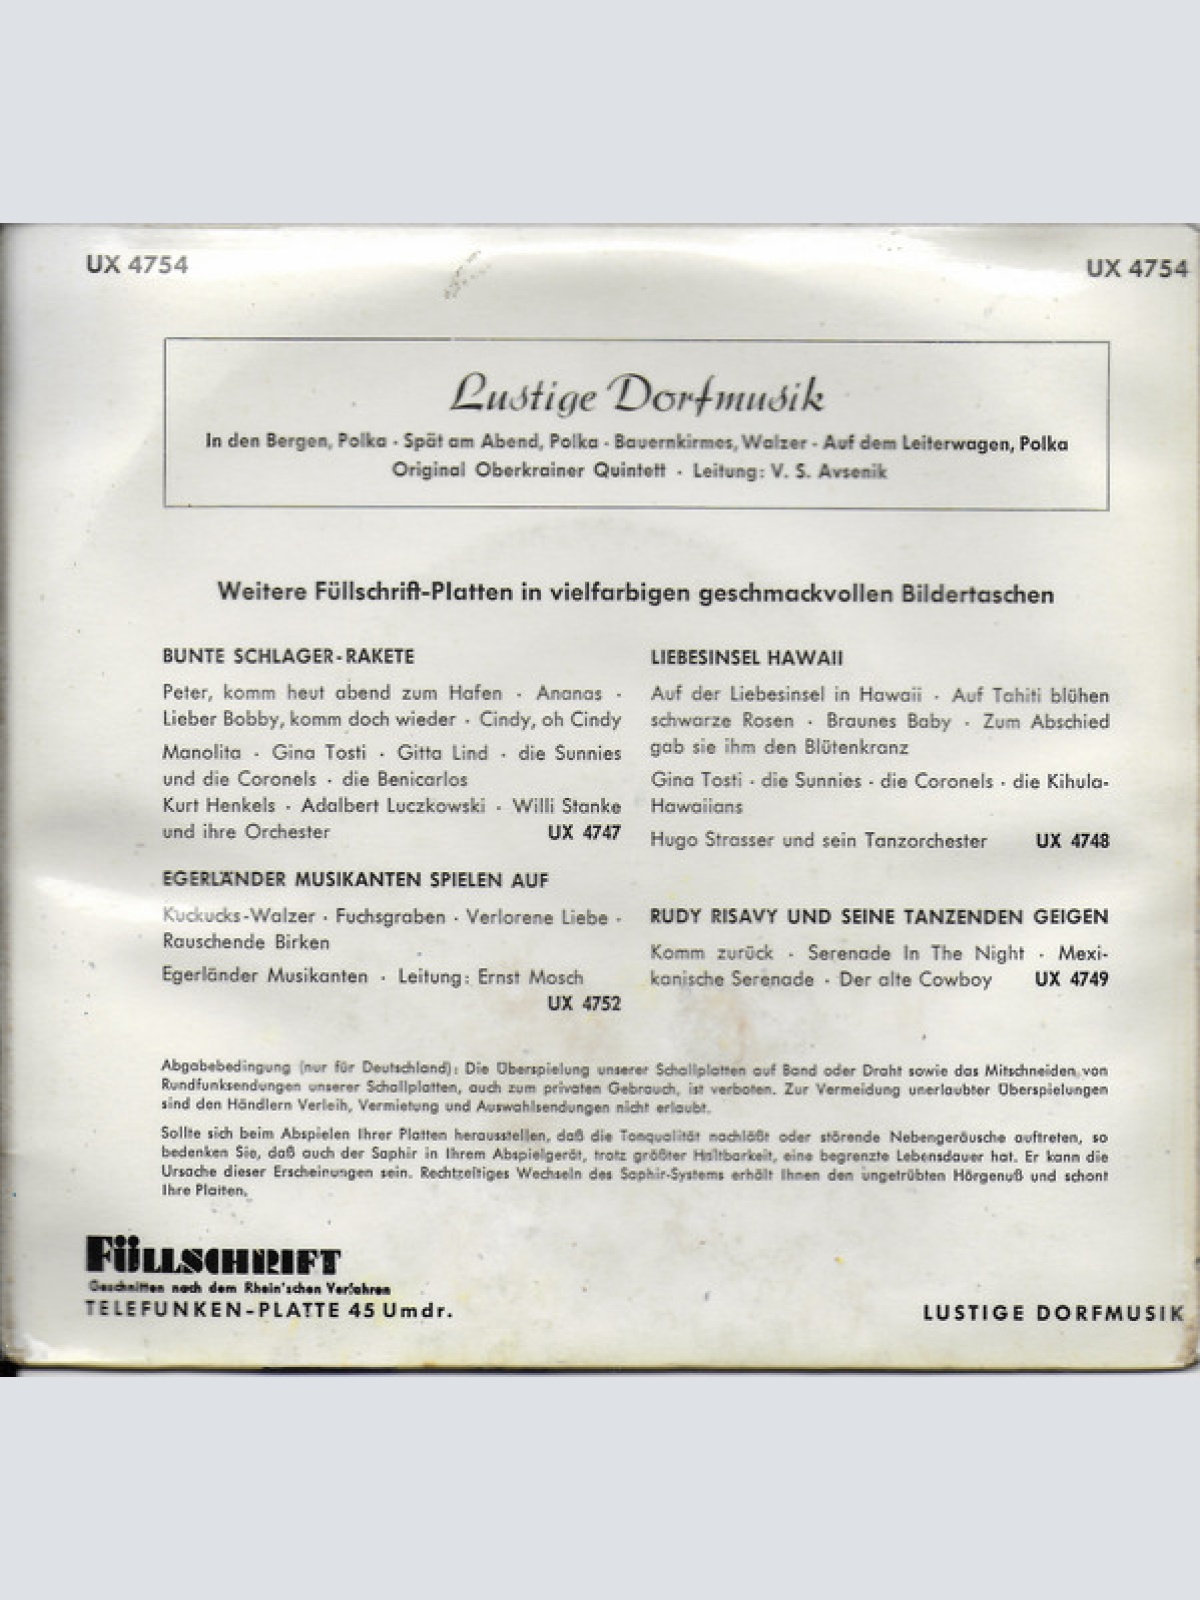 UX 4754
UX 4754
Lustige Dorfmusik
In den Bergen, Polka · Spät am Abend, Polka · Bauernkirmes, Walzer · Auf dem Leiterwagen, Polka
Original Oberkrainer Quintett · Leitung: V. S. Avsenik
Weitere Füllschrift-Platten in vielfarbigen geschmackvollen Bildertaschen
BUNTE SCHLAGER-RAKETE
Peter, komm heut abend zum Hafen · Ananas ·
Lieber Bobby, komm doch wieder · Cindy, oh Cindy
Manolita · Gina Tosti · Gitta Lind · die Sunnies
und die Coronels · die Benicarlos
Kurt Henkels · Adalbert Luczkowski · Willi Stanke
und ihre Orchester UX 4747
EGERLÄNDER MUSIKANTEN SPIELEN AUF
Kuckucks-Walzer · Fuchsgraben · Verlorene Liebe ·
Rauschende Birken
Egerländer Musikanten · Leitung: Ernst Mosch
UX 4752
LIEBESINSEL HAWAII
Auf der Liebesinsel in Hawaii · Auf Tahiti blühen
schwarze Rosen · Braunes Baby · Zum Abschied
gab sie ihm den Blütenkranz
Gina Tosti · die Sunnies · die Coronels · die Kihula-
Hawaiians
Hugo Strasser und sein Tanzorchester UX 4748
RUDY RISAVY UND SEINE TANZENDEN GEIGEN
Komm zurück · Serenade In The Night · Mexi-
kanische Serenade · Der alte Cowboy UX 4749
Abgabebedingung (nur für Deutschland): Die Überspielung unserer Schallplatten auf Band oder Draht sowie das Mitschneiden von
Rundfunksendungen unserer Schallplatten, auch zum privaten Gebrauch, ist verboten. Zur Vermeidung unerlaubter Überspielungen
sind den Händlern Verleih, Vermietung und Auswahlsendungen nicht erlaubt.
Sollte sich beim Abspielen Ihrer Platten herausstellen, daß die Tonqualität nachläßt oder störende Nebengeräusche auftreten, so
bedenken Sie, daß auch der Saphir in Ihrem Abspielgerät, trotz größter Haltbarkeit, eine begrenzte Lebensdauer hat. Er kann die
Ursache dieser Erscheinungen sein. Rechtzeitiges Wechseln des Saphir-Systems erhält Ihnen den ungetrübten Hörgenuß und schont
Ihre Platten.
FÜLLSCHRIFT
Geschnitten nach dem Rhein'schen Verfahren
TELEFUNKEN-PLATTE 45 Umdr.
LUSTIGE DORFMUSIK